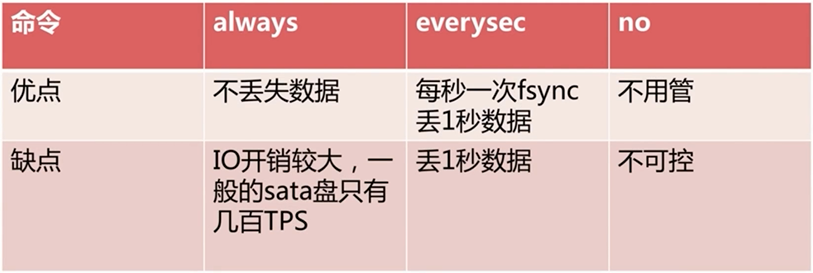 命令 always everysec no
优点 不丢失数据 每秒一次fsync 不用管
丢1秒数据
缺点 IO开销较大，一 丢1秒数据 不可控
般的sata盘只有
几百TPS